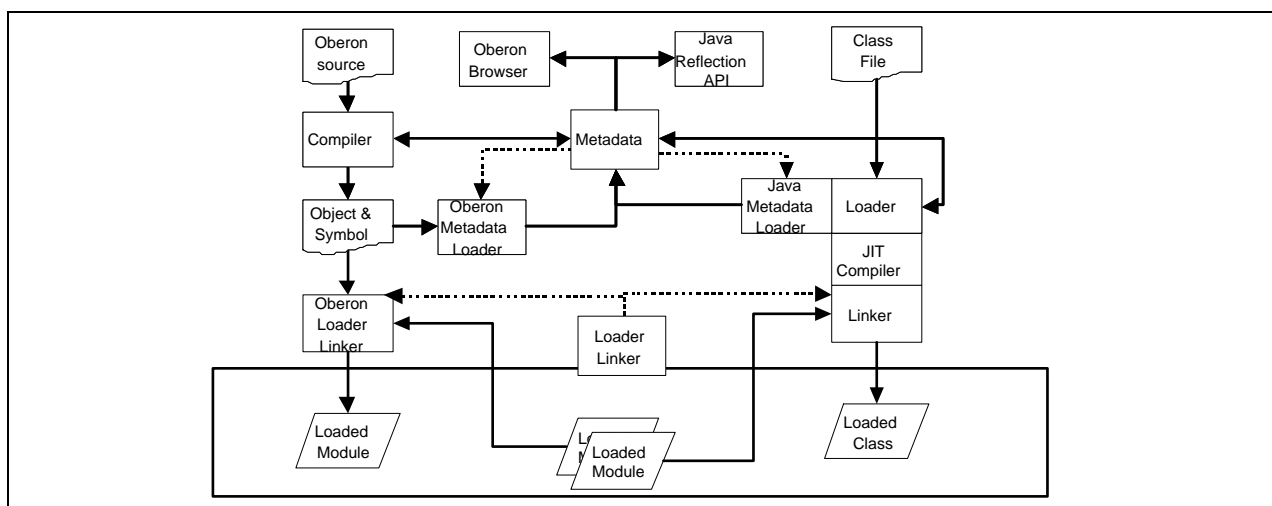 Oberon
source
Oberon
Browser
Java
Reflection
API
Class
File
Compiler
Metadata
Object &
Symbol
Oberon
Metadata
Loader
Java
Metadata
Loader
Loader
JIT
Compiler
Oberon
Loader
Linker
Loader
Linker
Linker
Loaded
Module
Loaded
Module
Loaded
Class